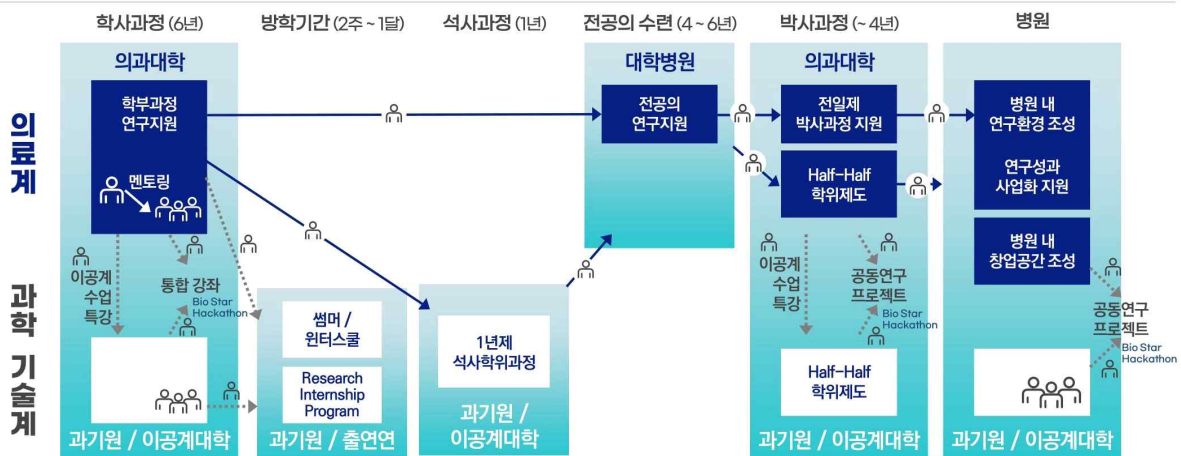 학사과정 (6년)
방학기간 (2주 ~ 1달)
석사과정 (1년)
전공의 수련 (4 ~ 6년)
박사과정 (~ 4년)
병원
의료계
과학 기술계
의과대학
학부과정
연구지원
멘토링
이공계
수업
특강
통합 강좌
Bio Star
Hackathon
과기원 / 이공계대학
썸머 /
윈터스쿨
Research
Internship
Program
과기원 / 출연연
1년제
석사학위과정
과기원 /
이공계대학
대학병원
전공의
연구지원
의과대학
전일제
박사과정 지원
Half-Half
학위제도
이공계
수업
특강
공동연구
프로젝트
Bio Star
Hackathon
Half-Half
학위제도
과기원 / 이공계대학
병원 내
연구환경 조성
연구성과
사업화 지원
병원 내
창업공간 조성
공동연구
프로젝트
Bio Star
Hackathon
과기원 / 이공계대학